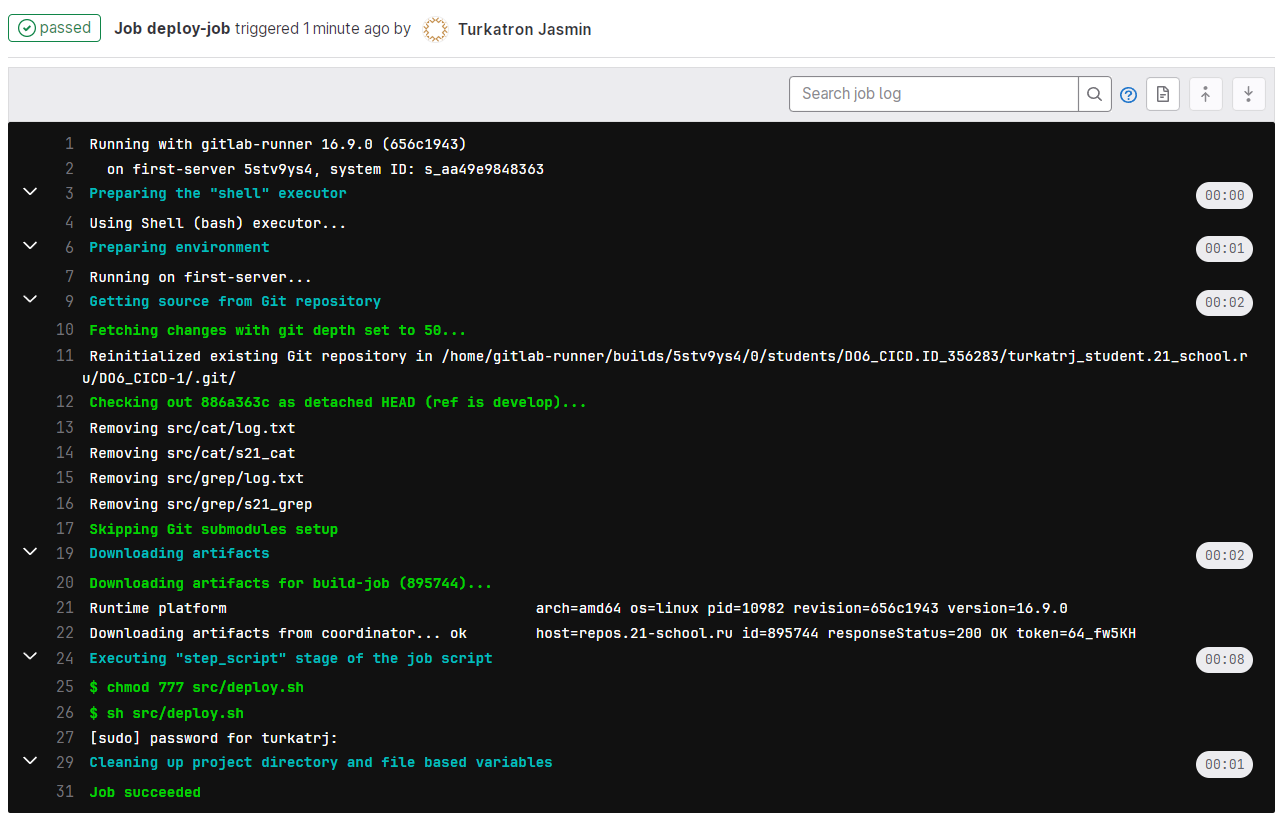 passed Job deploy-job triggered 1 minute ago by Turkatron Jasmin
Search job log
1 Running with gitlab-runner 16.9.0 (656c1943)
2 on first-server 5stv9ys4, system ID: s_aa49e9848363
3 Preparing the "shell" executor 00:00
4 Using Shell (bash) executor...
6 Preparing environment 00:01
7 Running on first-server...
9 Getting source from Git repository 00:02
10 Fetching changes with git depth set to 50...
11 Reinitialized existing Git repository in /home/gitlab-runner/builds/5stv9ys4/0/students/DO6_CICD.ID_356283/turkatrj_student.21_school.r
u/DO6_CICD-1/.git/
12 Checking out 886a363c as detached HEAD (ref is develop)...
13 Removing src/cat/log.txt
14 Removing src/cat/s21_cat
15 Removing src/grep/log.txt
16 Removing src/grep/s21_grep
17 Skipping Git submodules setup
19 Downloading artifacts 00:02
20 Downloading artifacts for build-job (895744)...
21 Runtime platform arch=amd64 os=linux pid=10982 revision=656c1943 version=16.9.0
22 Downloading artifacts from coordinator... ok host=repos.21-school.ru id=895744 responseStatus=200 OK token=64_fw5KH
24 Executing "step_script" stage of the job script 00:08
25 $ chmod 777 src/deploy.sh
26 $ sh src/deploy.sh
27 [sudo] password for turkatrj:
29 Cleaning up project directory and file based variables 00:01
31 Job succeeded